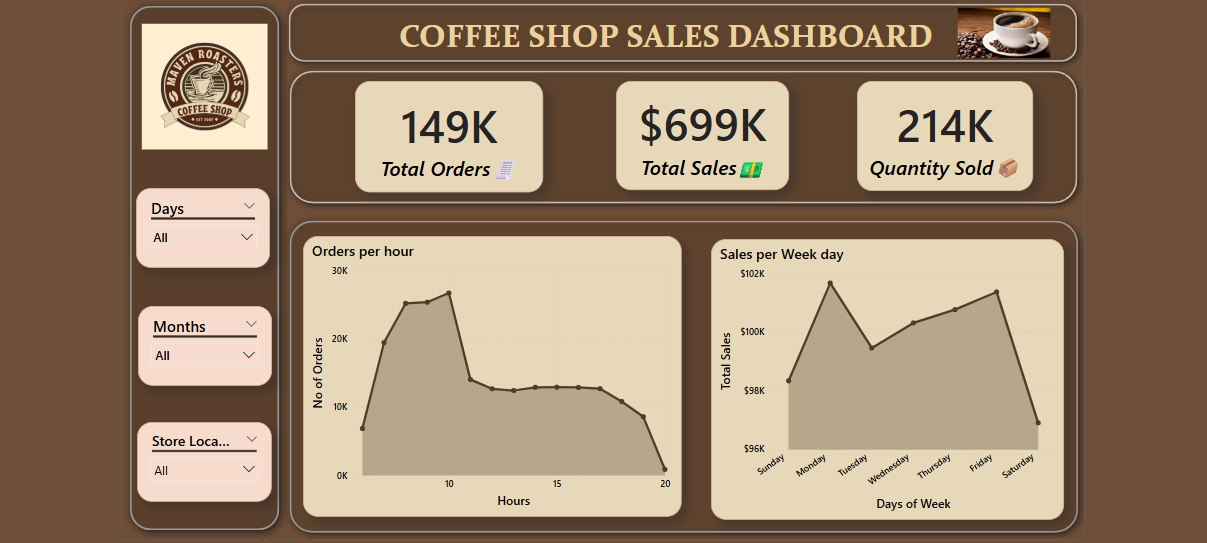 MAVEN ROASTERS
COFFEE SHOP
COFFEE SHOP SALES DASHBOARD
149K
Total Orders
$699K
Total Sales
214K
Quantity Sold
Days
All
Months
All
Store Loca...
All
Orders per hour
No of Orders
30K
20K
10K
0K
10
15
20
Hours
Sales per Week day
Total Sales
$102K
$100K
$98K
$96K
Sunday
Monday
Tuesday
Wednesday
Thursday
Friday
Saturday
Days of Week